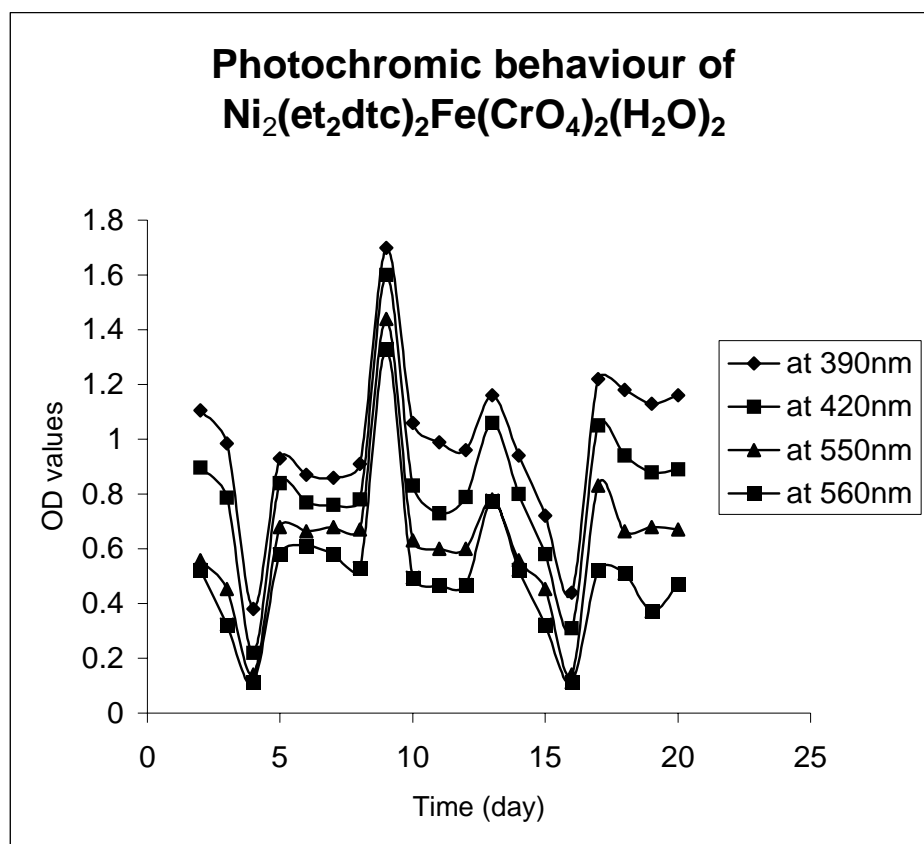 Photochromic behaviour of
Ni₂(et₂dtc)₂Fe(CrO₄)₂(H₂O)₂
1.8
1.6
1.4
1.2
1
0.8
0.6
0.4
0.2
0
OD values
0 5 10 15 20 25
Time (day)
at 390nm
at 420nm
at 550nm
at 560nm